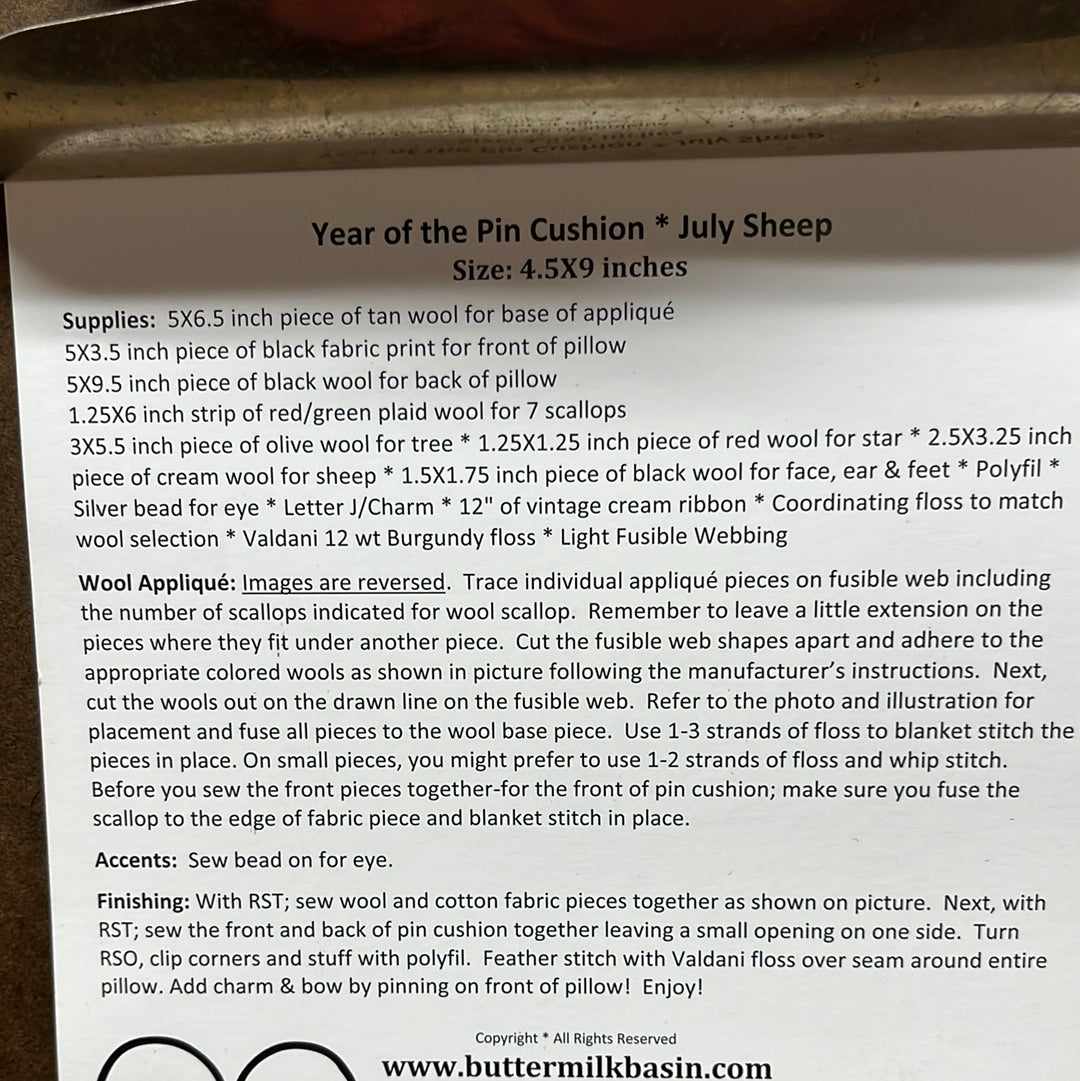 Year of the Pin Cushion * July Sheep
Size: 4.5X9 inches
Supplies: 5X6.5 inch piece of tan wool for base of appliqué
5X3.5 inch piece of black fabric print for front of pillow
5X9.5 inch piece of black wool for back of pillow
1.25X6 inch strip of red/green plaid wool for 7 scallops
3X5.5 inch piece of olive wool for tree * 1.25X1.25 inch piece of red wool for star * 2.5X3.25 inch
piece of cream wool for sheep * 1.5X1.75 inch piece of black wool for face, ear & feet * Polyfil *
Silver bead for eye * Letter J/Charm * 12" of vintage cream ribbon * Coordinating floss to match
wool selection * Valdani 12 wt Burgundy floss * Light Fusible Webbing
Wool Appliqué: Images are reversed. Trace individual appliqué pieces on fusible web including
the number of scallops indicated for wool scallop. Remember to leave a little extension on the
pieces where they fit under another piece. Cut the fusible web shapes apart and adhere to the
appropriate colored wools as shown in picture following the manufacturer's instructions. Next,
cut the wools out on the drawn line on the fusible web. Refer to the photo and illustration for
placement and fuse all pieces to the wool base piece. Use 1-3 strands of floss to blanket stitch the
pieces in place. On small pieces, you might prefer to use 1-2 strands of floss and whip stitch.
Before you sew the front pieces together-for the front of pin cushion; make sure you fuse the
scallop to the edge of fabric piece and blanket stitch in place.
Accents: Sew bead on for eye.
Finishing: With RST; sew wool and cotton fabric pieces together as shown on picture. Next, with
RST; sew the front and back of pin cushion together leaving a small opening on one side. Turn
RSO, clip corners and stuff with polyfil. Feather stitch with Valdani floss over seam around entire
pillow. Add charm & bow by pinning on front of pillow! Enjoy!
Copyright * All Rights Reserved
www.buttermilkbasin.com